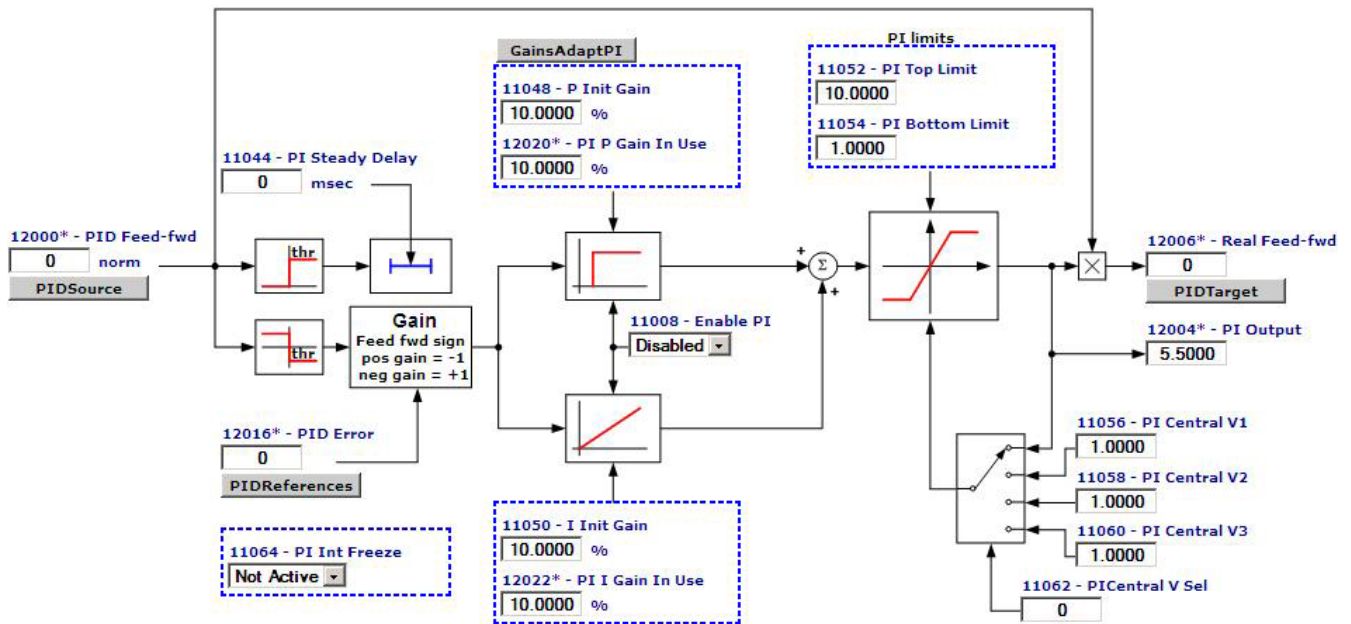 GainsAdaptPI
11048 - P Init Gain
10.0000 %
12020* - PI P Gain In Use
10.0000 %
PI limits
11052 - PI Top Limit
10.0000
11054 - PI Bottom Limit
1.0000
11044 - PI Steady Delay
0 msec
12000* - PID Feed-fwd
0 norm
PIDSource
thr
thr
Gain
Feed fwd sign
pos gain = -1
neg gain = +1
11008 - Enable PI
Disabled
+
Σ
+
12006* - Real Feed-fwd
0
PIDTarget
12004* - PI Output
5.5000
12016* - PID Error
0
PIDReferences
11064 - PI Int Freeze
Not Active
11050 - I Init Gain
10.0000 %
12022* - PI I Gain In Use
10.0000 %
11056 - PI Central V1
1.0000
11058 - PI Central V2
1.0000
11060 - PI Central V3
1.0000
11062 - PICentral V Sel
0